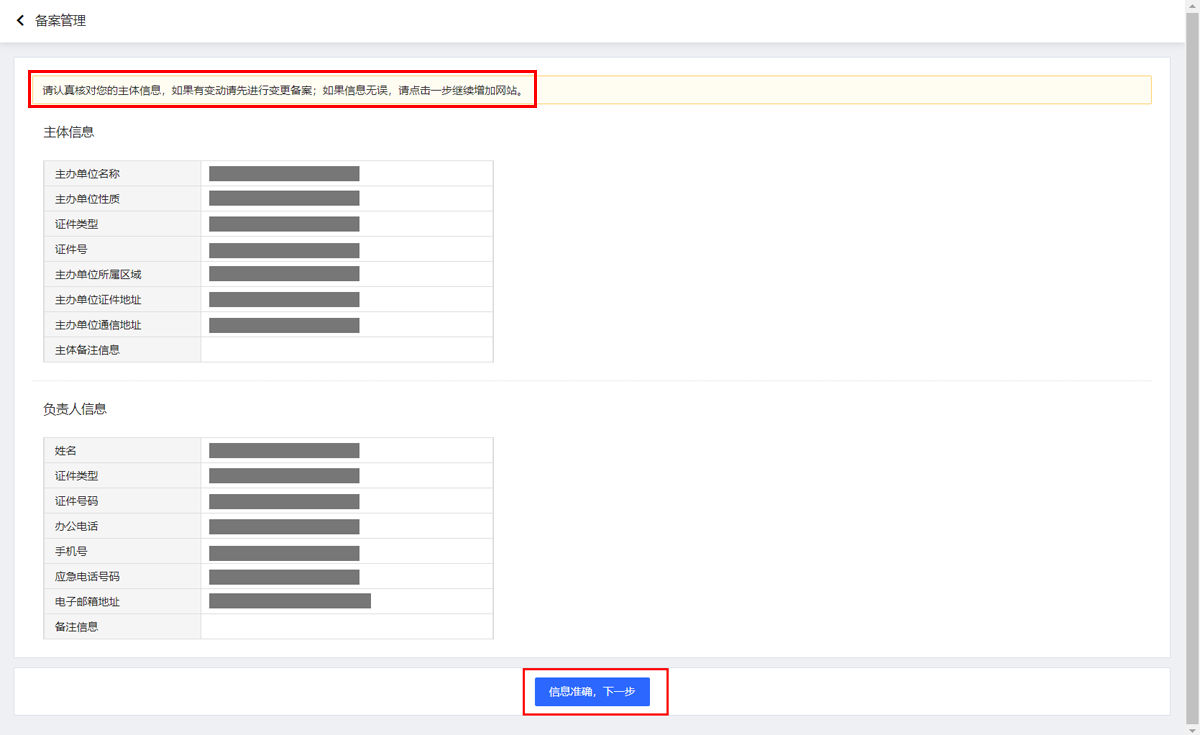 备案管理
请认真核对您的主体信息，如果有变动请先进行变更备案；如果信息无误，请点击一步继续增加网站。
主体信息
主办单位名称
主办单位性质
证件类型
证件号
主办单位所属区域
主办单位证件地址
主办单位通信地址
主体备注信息
负责人信息
姓名
证件类型
证件号码
办公电话
手机号
应急电话号码
电子邮箱地址
备注信息
信息准确，下一步